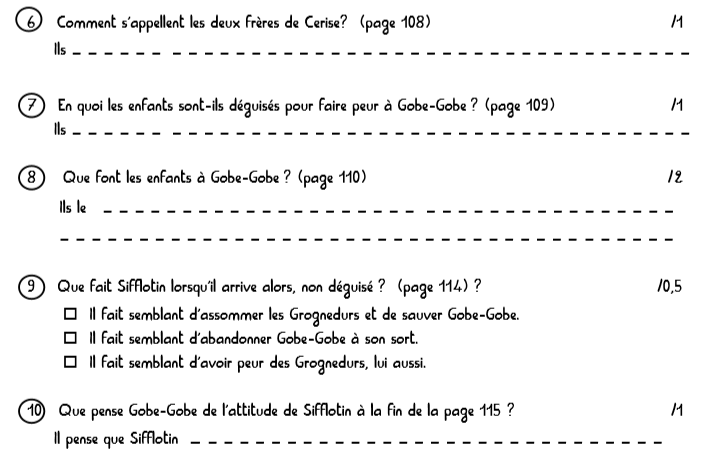 6 Comment s'appellent les deux frères de Cerise? (page 108) /1
Ils _ _ _ _ _ _ _ _ _ _ _ _ _ _ _ _ _ _ _ _ _ _ _ _ _ _ _ _ _ _ _ _ _ _ _ _
7 En quoi les enfants sont-ils déguisés pour faire peur à Gobe-Gobe ? (page 109) /1
Ils _ _ _ _ _ _ _ _ _ _ _ _ _ _ _ _ _ _ _ _ _ _ _ _ _ _ _ _ _ _ _ _ _ _ _ _
8 Que font les enfants à Gobe-Gobe ? (page 110) /2
Ils le _ _ _ _ _ _ _ _ _ _ _ _ _ _ _ _ _ _ _ _ _ _ _ _ _ _ _ _ _ _ _ _ _ _
_ _ _ _ _ _ _ _ _ _ _ _ _ _ _ _ _ _ _ _ _ _ _ _ _ _ _ _ _ _ _ _ _ _ _ _
9 Que fait Sifflotin lorsqu'il arrive alors, non déguisé ? (page 114) ? /0,5
☐ Il fait semblant d'assommer les Grognedurs et de sauver Gobe-Gobe.
☐ Il fait semblant d'abandonner Gobe-Gobe à son sort.
☐ Il fait semblant d'avoir peur des Grognedurs, lui aussi.
10 Que pense Gobe-Gobe de l'attitude de Sifflotin à la fin de la page 115 ? /1
Il pense que Sifflotin _ _ _ _ _ _ _ _ _ _ _ _ _ _ _ _ _ _ _ _ _ _ _ _ _ _ _